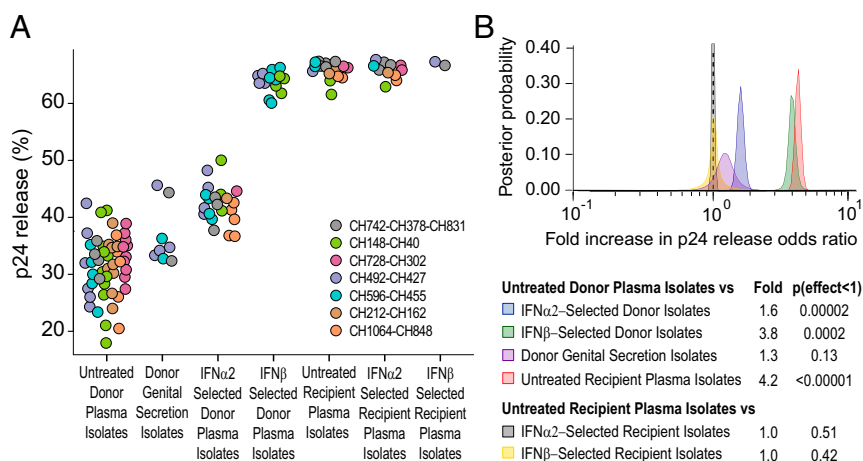 A
p24 release (%)
60
50
40
30
20
CH742-CH378-CH831
CH148-CH40
CH728-CH302
CH492-CH427
CH596-CH455
CH212-CH162
CH1064-CH848
Untreated
Donor
Plasma
Isolates
Donor
Genital
Secretion
Isolates
IFNα2
Selected
Donor
Plasma
Isolates
IFNβ
Selected
Donor
Plasma
Isolates
Untreated
Recipient
Plasma
Isolates
IFNα2
Selected
Recipient
Plasma
Isolates
IFNβ
Selected
Recipient
Plasma
Isolates
B
Posterior probability
0.40
0.30
0.20
0.10
0.00
10⁻¹
10⁰
10¹
Fold increase in p24 release odds ratio
Untreated Donor Plasma Isolates vs Fold p(effect<1)
IFNα2–Selected Donor Isolates 1.6 0.00002
IFNβ–Selected Donor Isolates 3.8 0.0002
Donor Genital Secretion Isolates 1.3 0.13
Untreated Recipient Plasma Isolates 4.2 <0.00001
Untreated Recipient Plasma Isolates vs
IFNα2–Selected Recipient Isolates 1.0 0.51
IFNβ–Selected Recipient Isolates 1.0 0.42